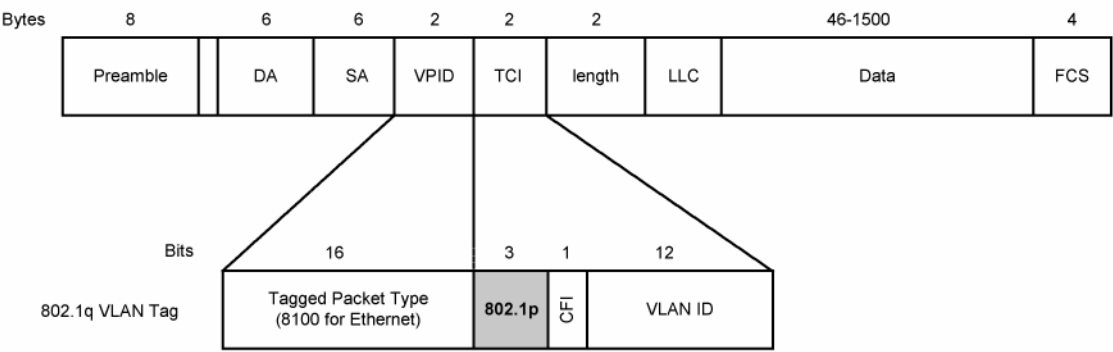 Bytes 8 6 6 2 2 2 46-1500 4
Preamble DA SA VPID TCI length LLC Data FCS
Bits 16 3 1 12
802.1q VLAN Tag
Tagged Packet Type
(8100 for Ethernet)
802.1p
CFI
VLAN ID